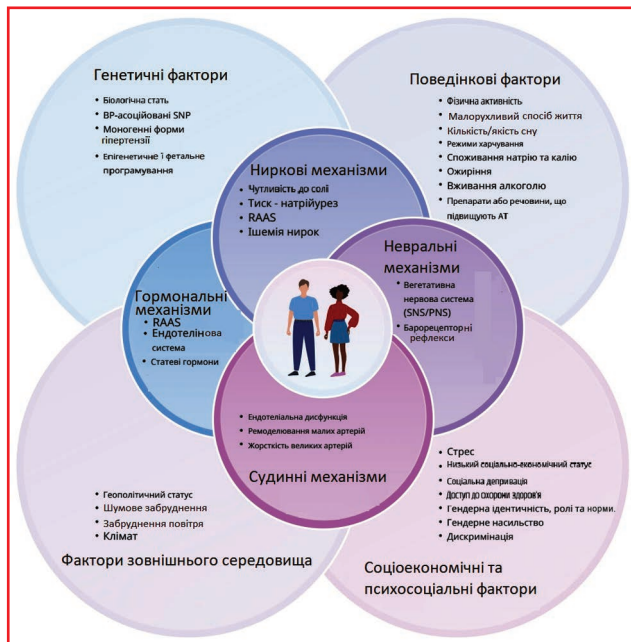 Генетичні фактори
• Біологічна стать
• ВР-асоційовані SNP
• Моногенні форми
гіпертензії
• Епігенетичне ї фетальне
програмування
Поведінкові фактори
• Фізична активність
• Малорухливий спосіб життя
• Кількість/якість сну
• Режими харчування
• Споживання натрію та калію
• Ожиріння
• Вживання алкоголю
• Препарати або речовини, що
підвищують АТ
Ниркові механізми
• Чутливість до солі
• Тиск - натрійурез
• RAAS
• Ішемія нирок
Гормональні
механізми
• RAAS
• Ендотелінова
система
• Статеві гормони
Невральні
механізми
• Вегетативна
нервова система
(SNS/PNS)
• Барорецепторні
рефлекси
• Ендотеліальна дисфункція
• Ремоделювання малих артерій
• Жорсткість великих артерій
Судинні механізми
• Геополітичний статус
• Шумове забруднення
• Забруднення повітря
• Клімат
Фактори зовнішнього середовища
• Стрес
• Низький соціально-економічний статус
• Соціальна депривація
• Доступ до охорони здоров'я
• Гендерна ідентичність, ролі та норми.
• Гендерне насильство
• Дискримінація
Соціоекономічні та
психосоціальні фактори